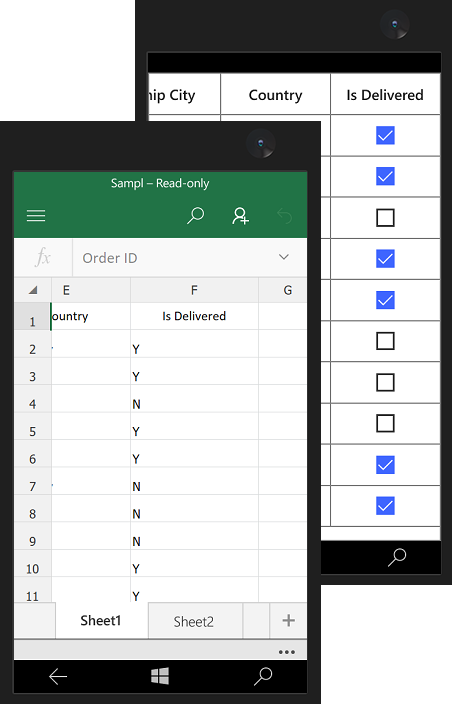 hip City Country Is Delivered
Sampl – Read-only
fx Order ID
E F G
1 ountry Is Delivered
2 Y
3 Y
4 N
5 Y
6 Y
7 N
8 N
9 N
10 Y
11 Y
Sheet1 Sheet2 +